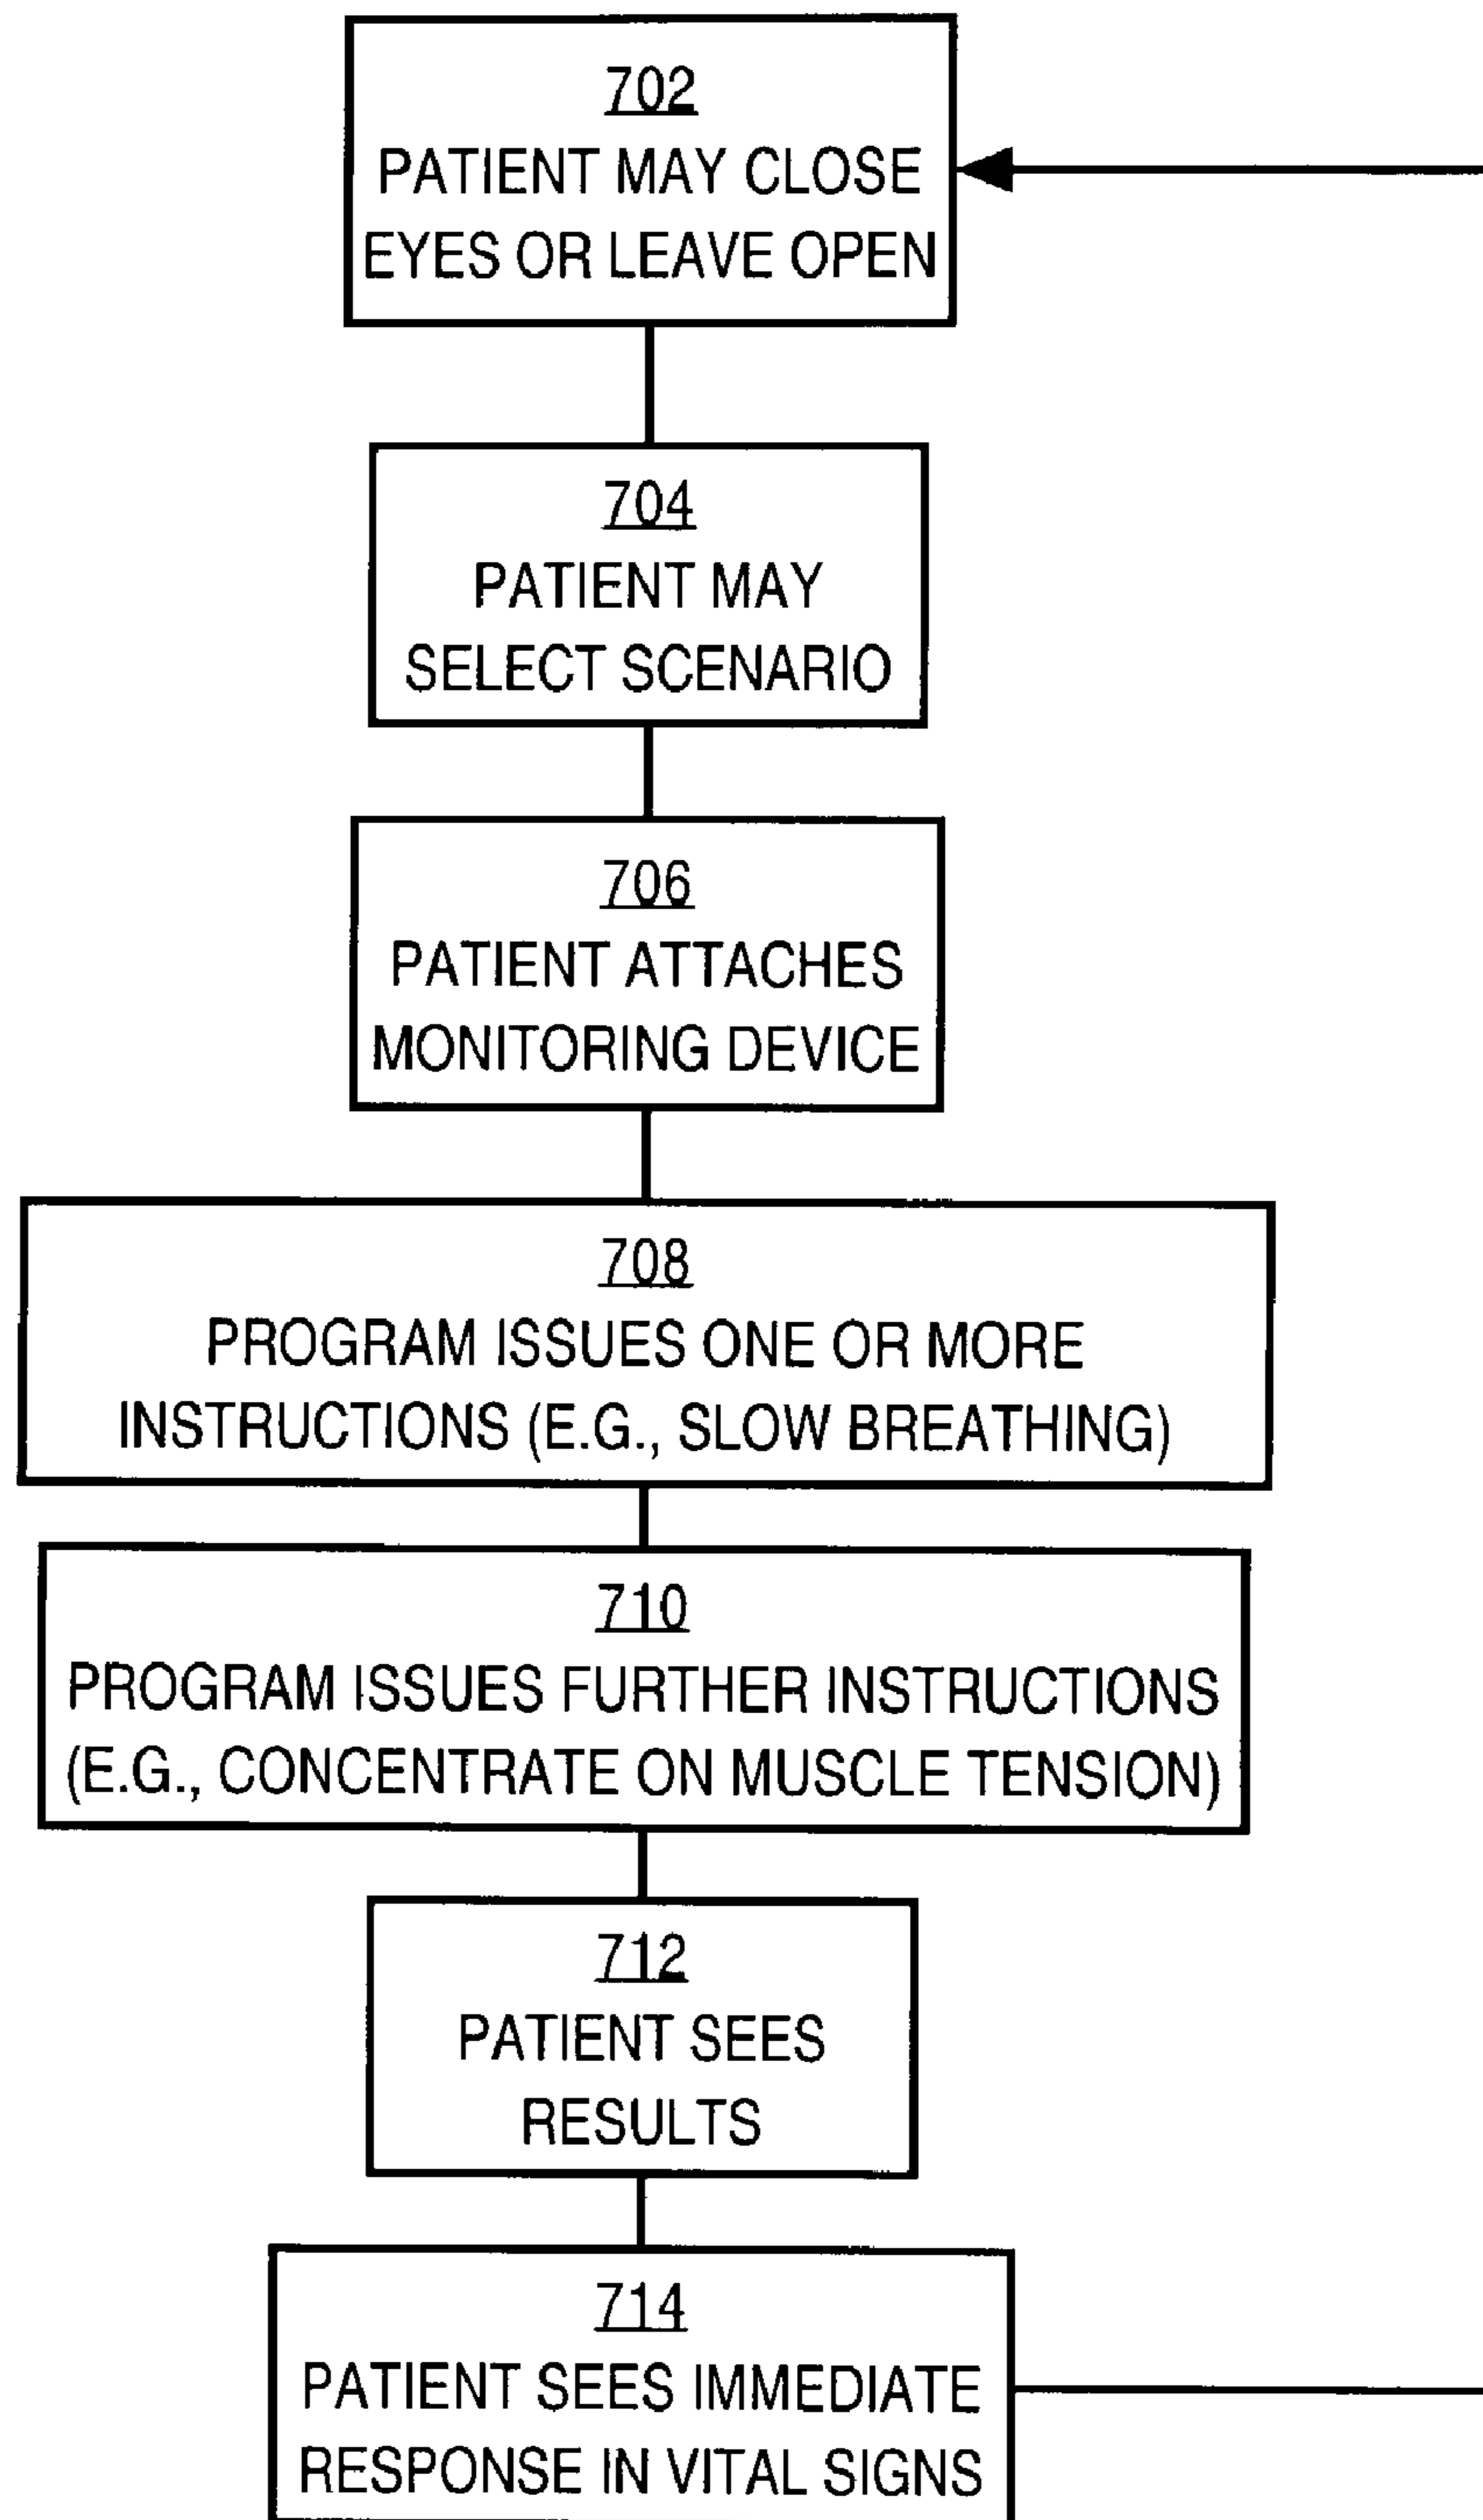 702
PATIENT MAY CLOSE
EYES OR LEAVE OPEN
704
PATIENT MAY
SELECT SCENARIO
706
PATIENT ATTACHES
MONITORING DEVICE
708
PROGRAM ISSUES ONE OR MORE
INSTRUCTIONS (E.G., SLOW BREATHING)
710
PROGRAM ISSUES FURTHER INSTRUCTIONS
(E.G., CONCENTRATE ON MUSCLE TENSION)
712
PATIENT SEES
RESULTS
714
PATIENT SEES IMMEDIATE
RESPONSE IN VITAL SIGNS